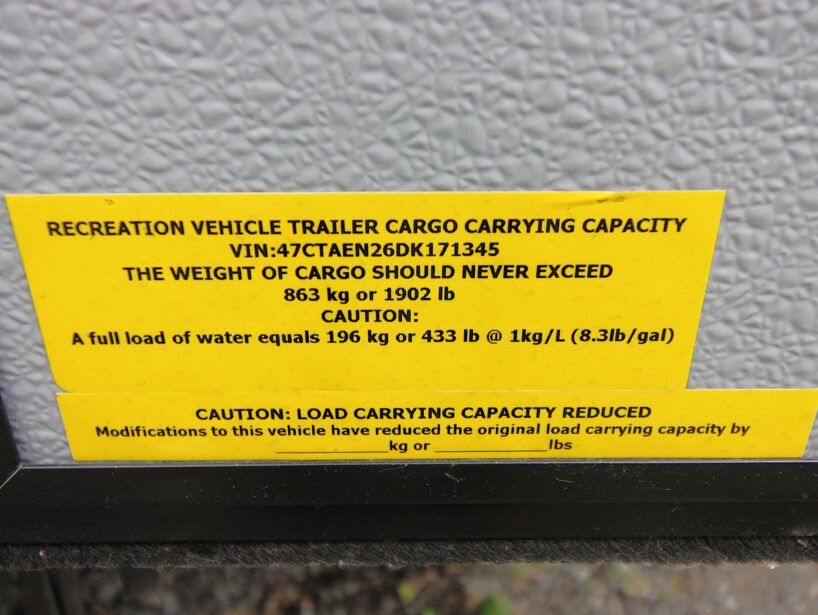 RECREATION VEHICLE TRAILER CARGO CARRYING CAPACITY
VIN:47CTAEN26DK171345
THE WEIGHT OF CARGO SHOULD NEVER EXCEED
863 kg or 1902 lb
CAUTION:
A full load of water equals 196 kg or 433 lb @ 1kg/L (8.3lb/gal)
CAUTION: LOAD CARRYING CAPACITY REDUCED
Modifications to this vehicle have reduced the original load carrying capacity by
____________kg or ____________lbs